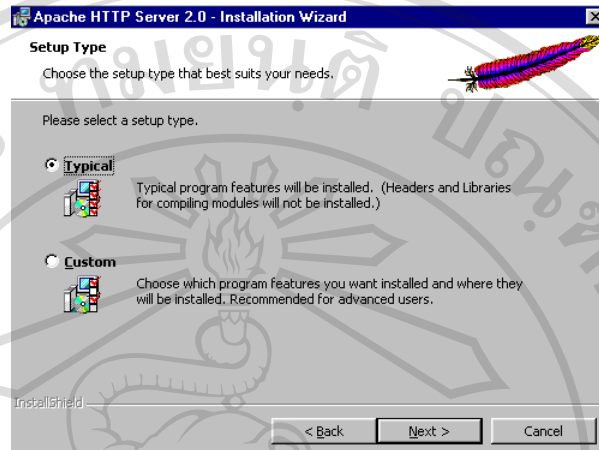 Apache HTTP Server 2.0 - Installation Wizard
Setup Type
Choose the setup type that best suits your needs.
Please select a setup type.
Typical
Typical program features will be installed. (Headers and Libraries
for compiling modules will not be installed.)
Custom
Choose which program features you want installed and where they
will be installed. Recommended for advanced users.
InstallShield
< Back Next > Cancel